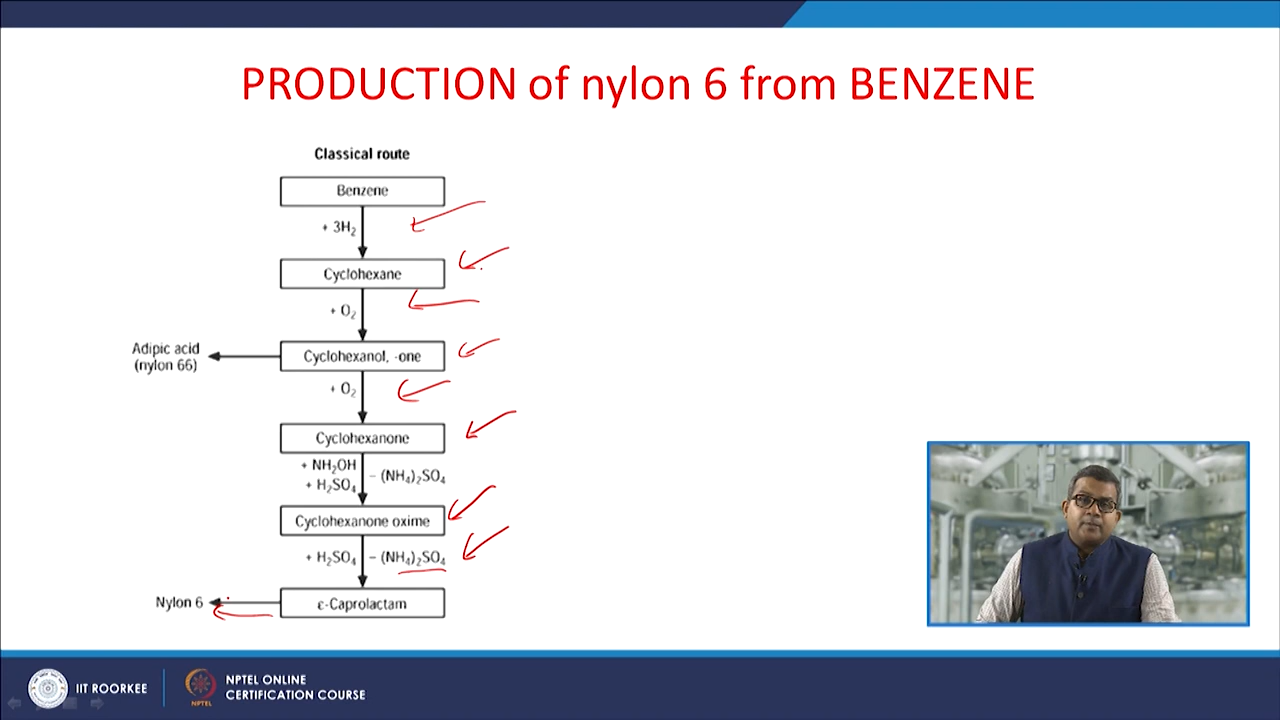 PRODUCTION of nylon 6 from BENZENE
Classical route
Benzene
+ 3H₂
Cyclohexane
+ O₂
Adipic acid
(nylon 66)
Cyclohexanol, -one
+ O₂
Cyclohexanone
+ NH₂OH
+ H₂SO₄
– (NH₄)₂SO₄
Cyclohexanone oxime
+ H₂SO₄
– (NH₄)₂SO₄
Nylon 6
ε-Caprolactam
IIT ROORKEE
NPTEL
NPTEL ONLINE
CERTIFICATION COURSE